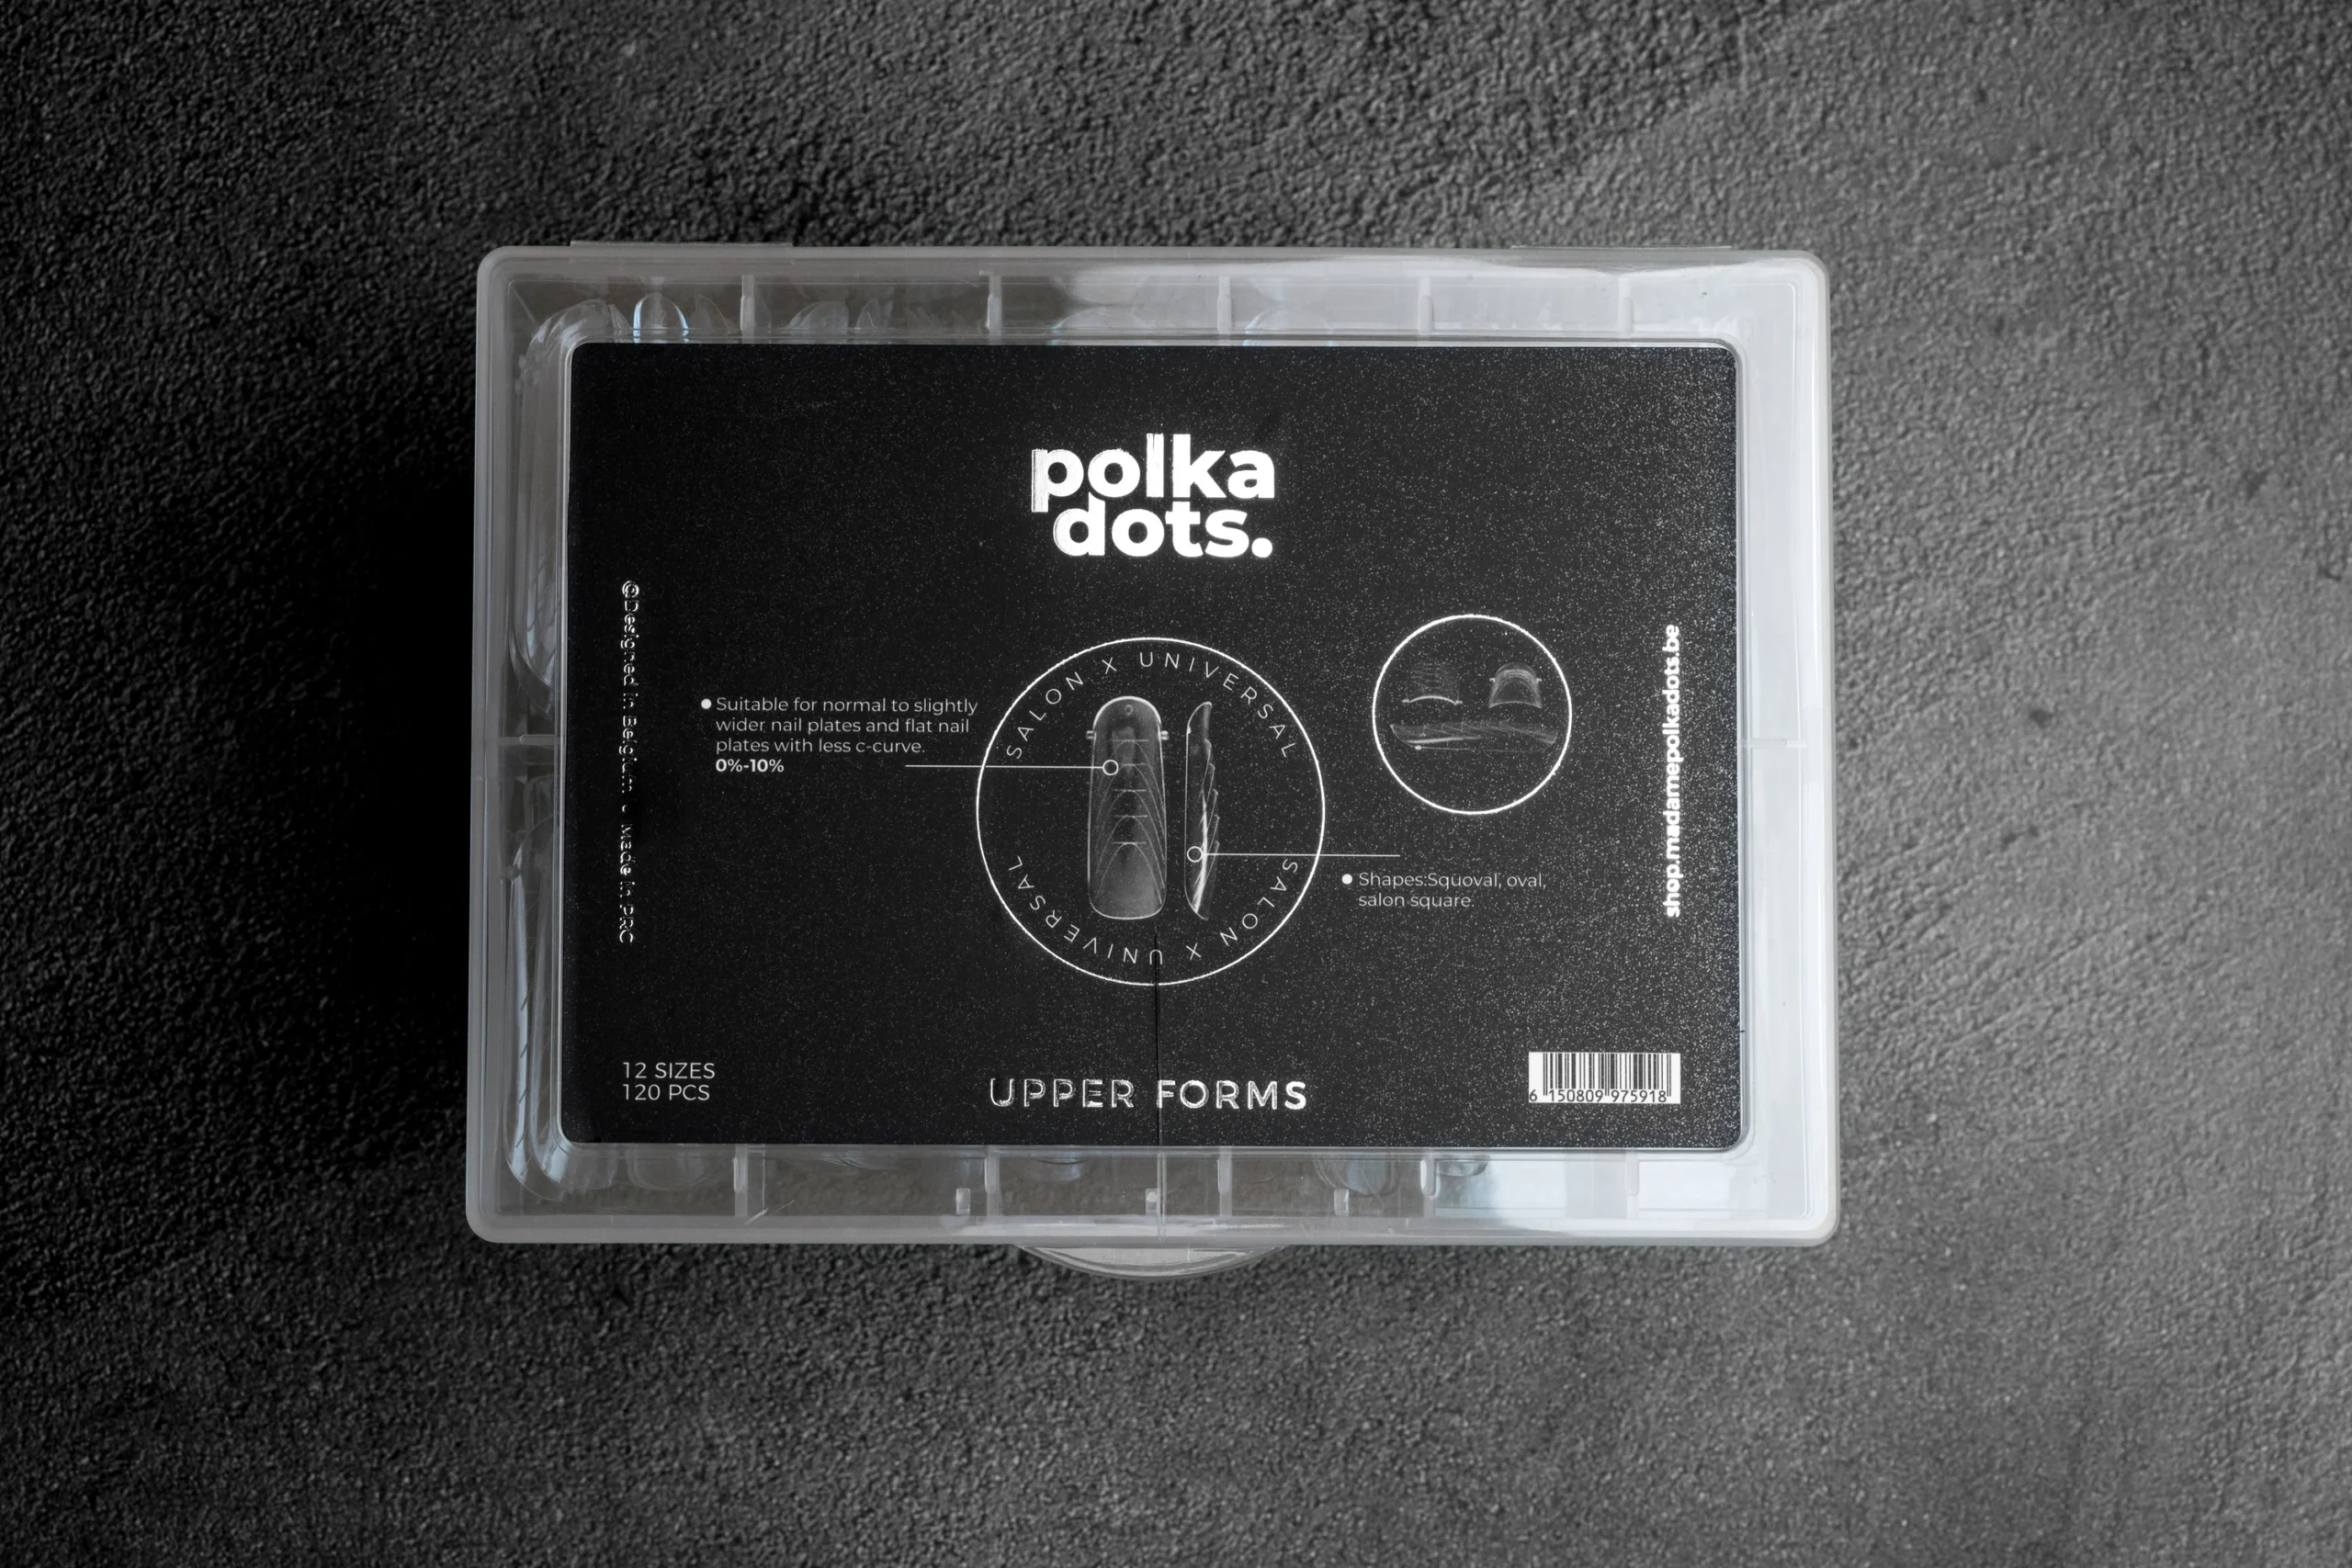 polka
dots.
©Designed in Belgium Made in PRC
Suitable for normal to slightly
wider nail plates and flat nail
plates with less c-curve.
0%-10%
SALON X UNIVERSAL
SALON X UNIVERSAL
Shapes:Squoval, oval,
salon square.
shop.madamepolkadots.be
12 SIZES
120 PCS
UPPER FORMS
6 150809 975918